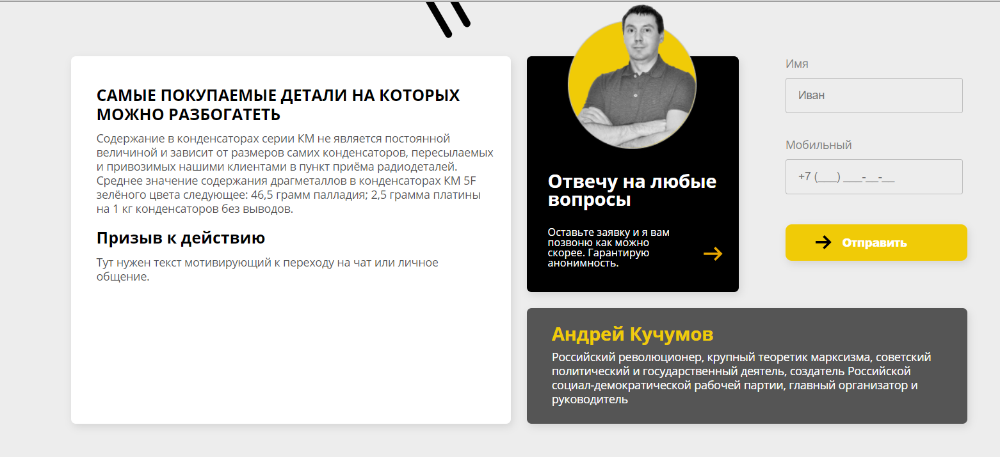 САМЫЕ ПОКУПАЕМЫЕ ДЕТАЛИ НА КОТОРЫХ
МОЖНО РАЗБОГАТЕТЬ
Содержание в конденсаторах серии КМ не является постоянной
величиной и зависит от размеров самих конденсаторов, пересылаемых
и привозимых нашими клиентами в пункт приёма радиодеталей.
Среднее значение содержания драгметаллов в конденсаторах КМ 5F
зелёного цвета следующее: 46,5 грамм палладия; 2,5 грамма платины
на 1 кг конденсаторов без выводов.
Призыв к действию
Тут нужен текст мотивирующий к переходу на чат или личное
общение.
Отвечу на любые
вопросы
Оставьте заявку и я вам
позвоню как можно
скорее. Гарантирую
анонимность.
Имя
Иван
Мобильный
+7 (___) ___-__-__
Отправить
Андрей Кучумов
Российский революционер, крупный теоретик марксизма, советский
политический и государственный деятель, создатель Российской
социал-демократической рабочей партии, главный организатор и
руководитель